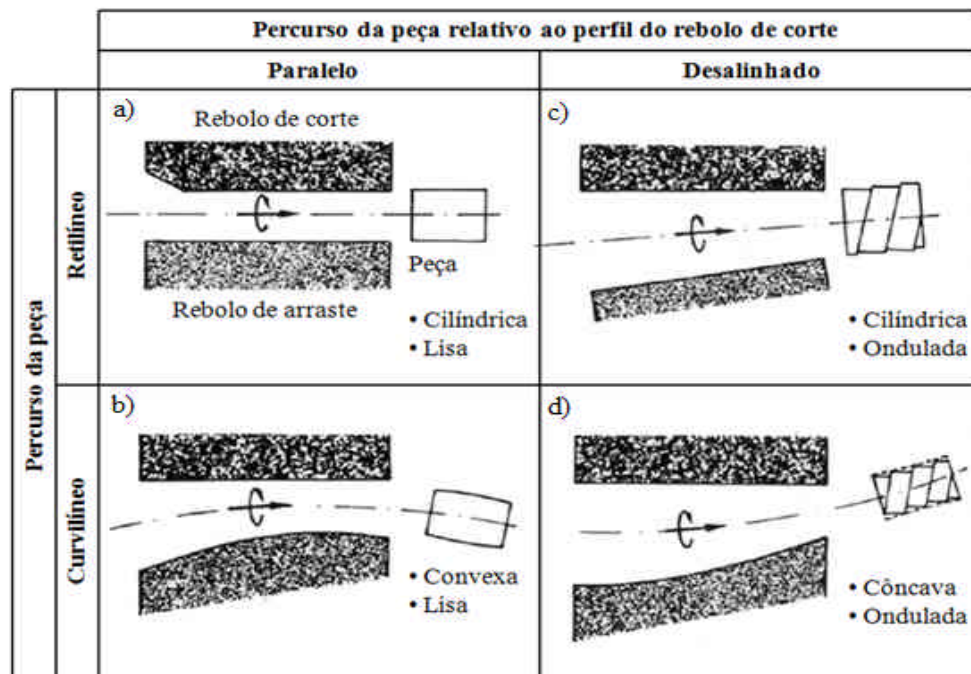 Percurso da peça relativo ao perfil do rebolo de corte
Paralelo
Desalinhado
Percurso da peça
Retilíneo
a)
Rebolo de corte
Peça
Rebolo de arraste
• Cilíndrica
• Lisa
c)
• Cilíndrica
• Ondulada
Curvilíneo
b)
• Convexa
• Lisa
d)
• Côncava
• Ondulada